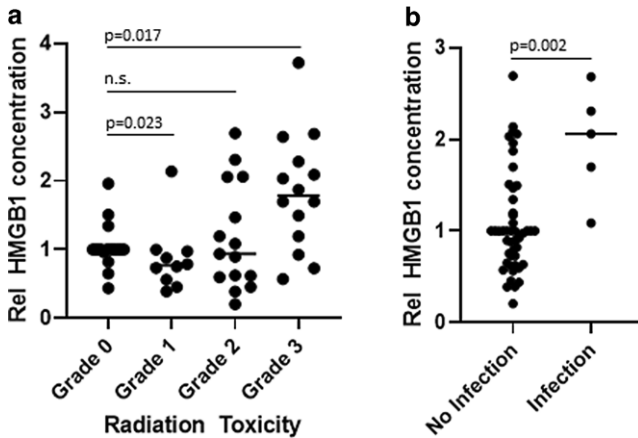 a
p=0.017
n.s.
p=0.023
Rel HMGB1 concentration
4
3
2
1
0
Grade 0
Grade 1
Grade 2
Grade 3
Radiation Toxicity
b
p=0.002
Rel HMGB1 concentration
3
2
1
0
No Infection
Infection